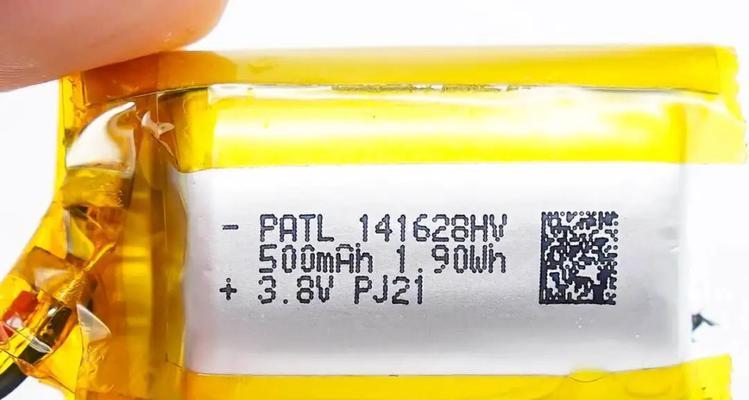 - PATL 141628HV
500mAh 1.90Wh
+ 3.8V PJ21